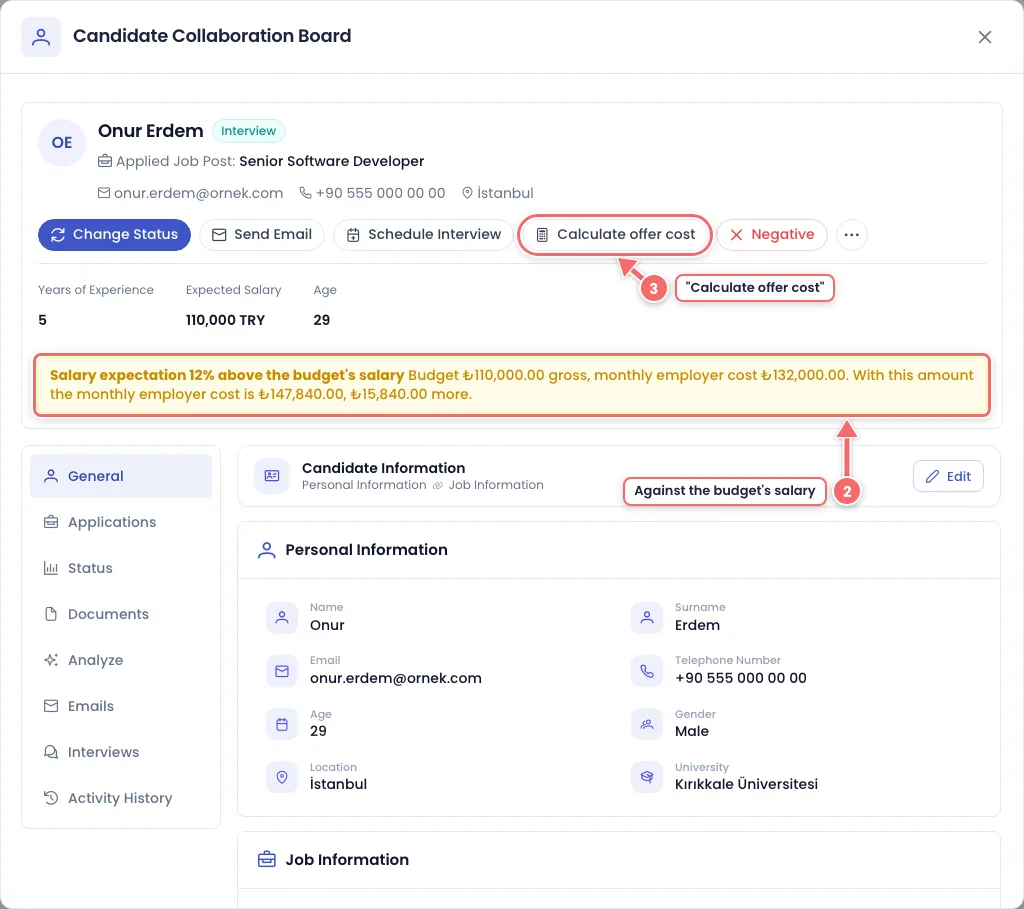 Candidate Collaboration Board
OE
Onur Erdem
Interview
Applied Job Post: Senior Software Developer
onur.erdem@ornek.com
+90 555 000 00 00
İstanbul
Change Status
Send Email
Schedule Interview
Calculate offer cost
Negative
Years of Experience
Expected Salary
Age
5
110,000 TRY
29
3
"Calculate offer cost"
Salary expectation 12% above the budget's salary Budget ₺110,000.00 gross, monthly employer cost ₺132,000.00. With this amount
the monthly employer cost is ₺147,840.00, ₺15,840.00 more.
General
Applications
Status
Documents
Analyze
Emails
Interviews
Activity History
Candidate Information
Personal Information
Job Information
Against the budget's salary
2
Edit
Personal Information
Name
Onur
Surname
Erdem
Email
onur.erdem@ornek.com
Telephone Number
+90 555 000 00 00
Age
29
Gender
Male
Location
İstanbul
University
Kırıkkale Üniversitesi
Job Information